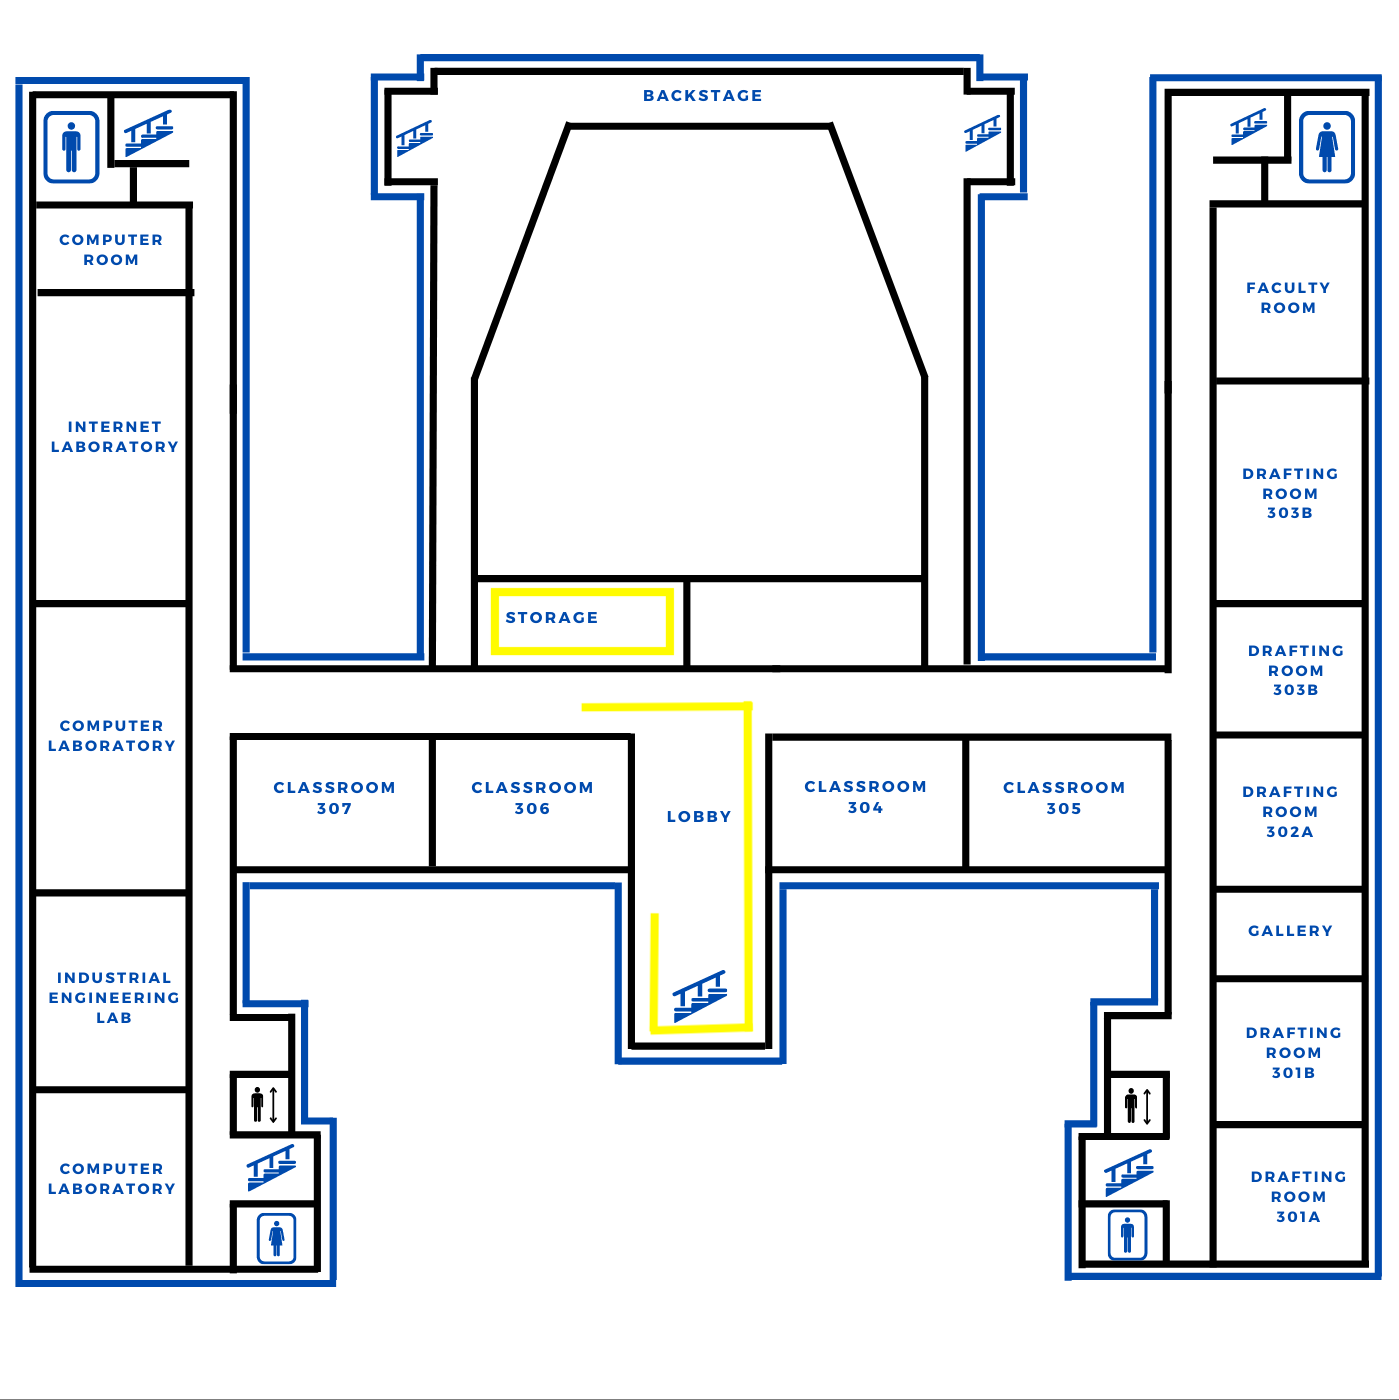 BACKSTAGE
COMPUTER
ROOM
INTERNET
LABORATORY
COMPUTER
LABORATORY
INDUSTRIAL
ENGINEERING
LAB
COMPUTER
LABORATORY
STORAGE
CLASSROOM
307
CLASSROOM
306
LOBBY
CLASSROOM
304
CLASSROOM
305
FACULTY
ROOM
DRAFTING
ROOM
303B
DRAFTING
ROOM
303B
DRAFTING
ROOM
302A
GALLERY
DRAFTING
ROOM
301B
DRAFTING
ROOM
301A